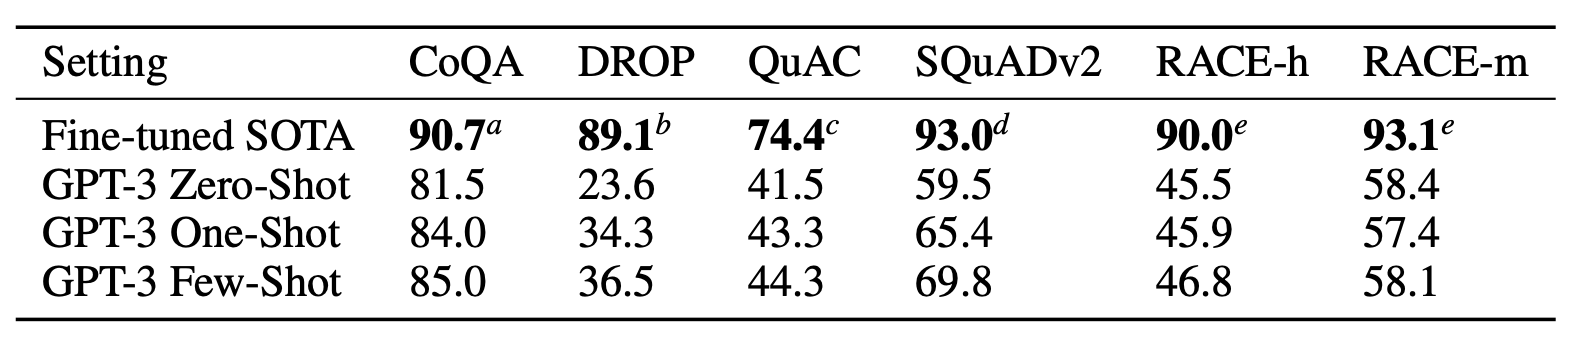 Setting CoQA DROP QuAC SQuADv2 RACE-h RACE-m
Fine-tuned SOTA 90.7a 89.1b 74.4c 93.0d 90.0e 93.1e
GPT-3 Zero-Shot 81.5 23.6 41.5 59.5 45.5 58.4
GPT-3 One-Shot 84.0 34.3 43.3 65.4 45.9 57.4
GPT-3 Few-Shot 85.0 36.5 44.3 69.8 46.8 58.1